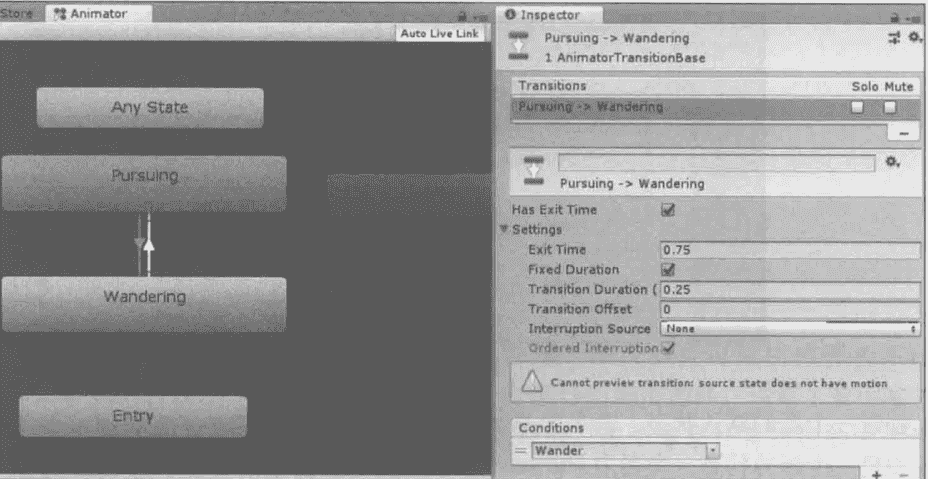 Store Animator
Auto Live Link
Any State
Pursuing
Wandering
Entry
Inspector
Pursuing -> Wandering
1 AnimatorTransitionBase
Transitions Solo Mute
Pursuing -> Wandering
Pursuing -> Wandering
Has Exit Time
Settings
Exit Time 0.75
Fixed Duration
Transition Duration ( 0.25
Transition Offset 0
Interruption Source None
Ordered Interruption
Cannot preview transition: source state does not have motion
Conditions
Wander